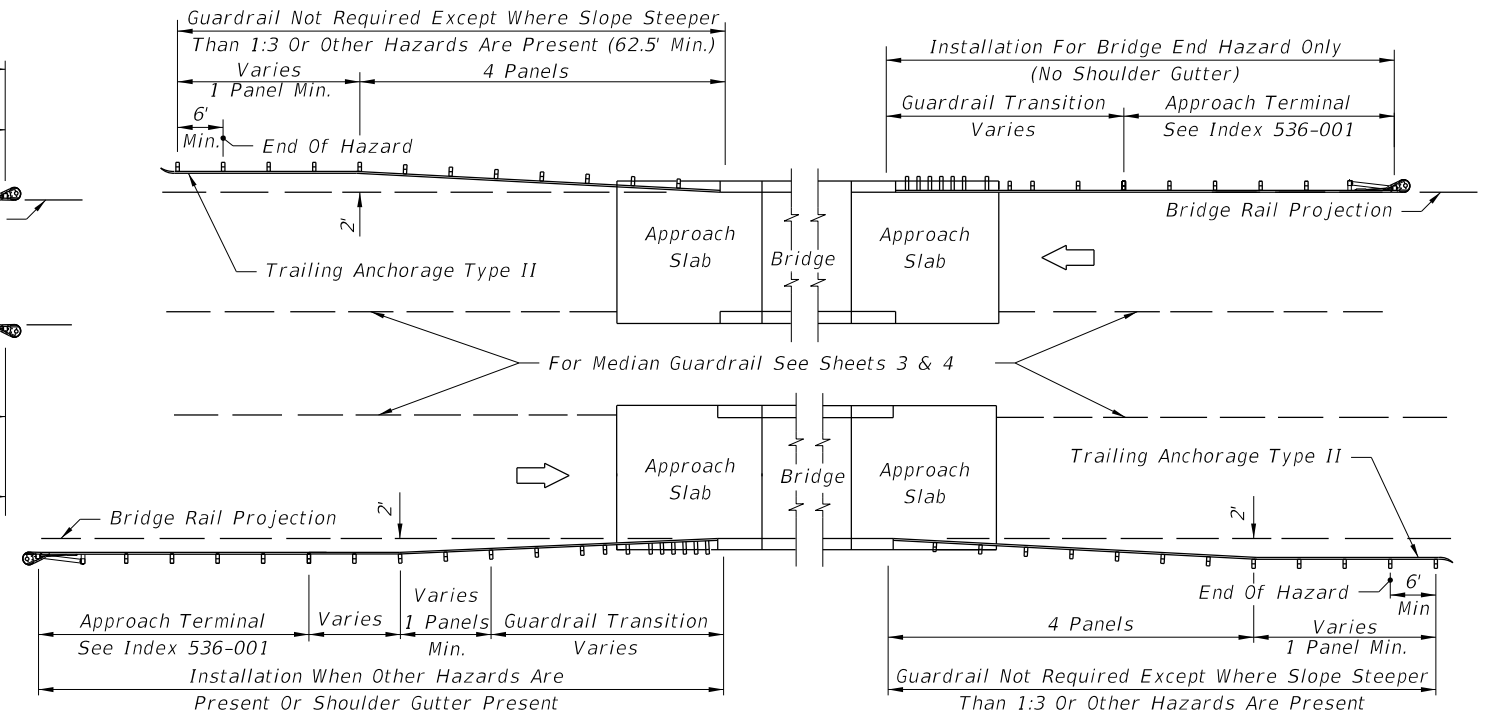 Guardrail Not Required Except Where Slope Steeper
Than 1:3 Or Other Hazards Are Present (62.5' Min.)
Varies
1 Panel Min.
4 Panels
6'
Min.
End Of Hazard
2'
Trailing Anchorage Type II
Installation For Bridge End Hazard Only
(No Shoulder Gutter)
Guardrail Transition
Varies
Approach Terminal
See Index 536-001
Bridge Rail Projection
Approach
Slab
Bridge
Approach
Slab
For Median Guardrail See Sheets 3 & 4
Approach
Slab
Bridge
Approach
Slab
Trailing Anchorage Type II
Bridge Rail Projection
2'
2'
End Of Hazard
6'
Min
Approach Terminal
See Index 536-001
Varies
Varies
1 Panels
Min.
Guardrail Transition
Varies
Installation When Other Hazards Are
Present Or Shoulder Gutter Present
4 Panels
Varies
1 Panel Min.
Guardrail Not Required Except Where Slope Steeper
Than 1:3 Or Other Hazards Are Present